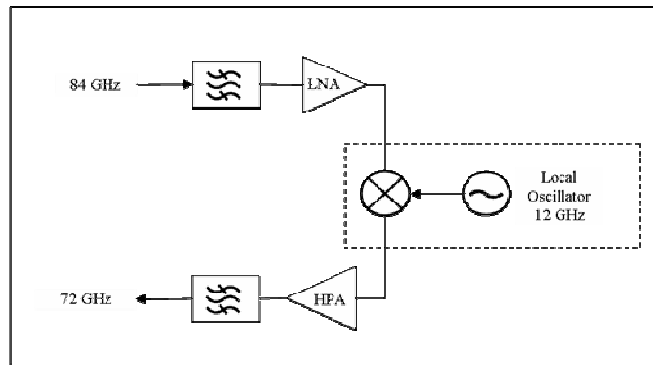 84 GHz
LNA
Local
Oscillator
12 GHz
72 GHz
HPA